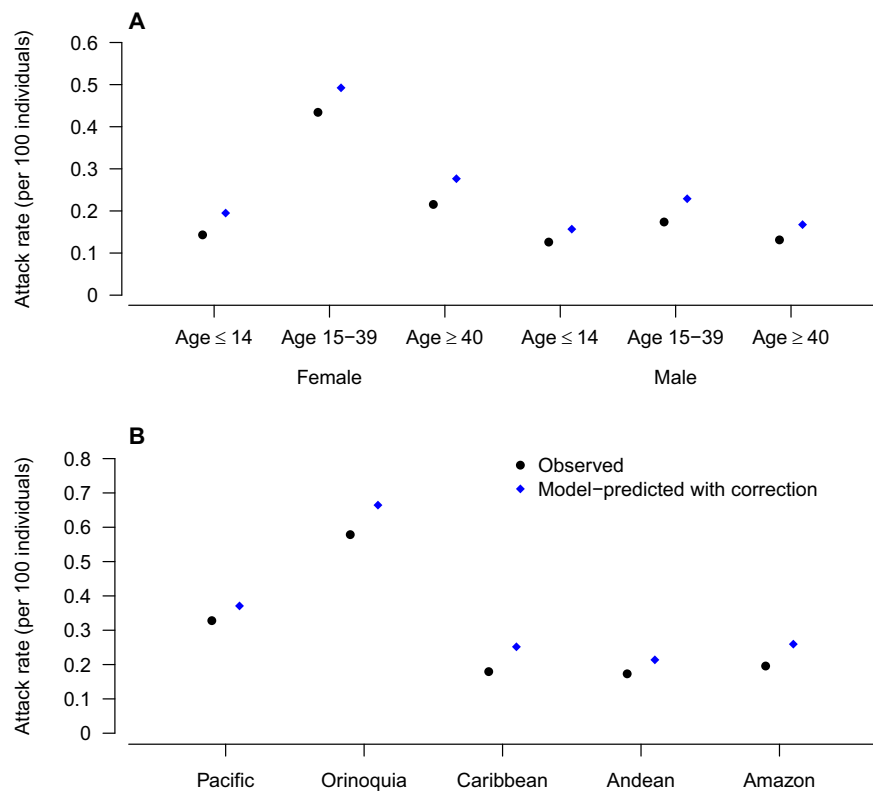 A
Attack rate (per 100 individuals)
0.6
0.5
0.4
0.3
0.2
0.1
0
Age ≤ 14 Age 15−39 Age ≥ 40 Age ≤ 14 Age 15−39 Age ≥ 40
Female Male
B
Attack rate (per 100 individuals)
0.8
0.7
0.6
0.5
0.4
0.3
0.2
0.1
0
Observed
Model−predicted with correction
Pacific Orinoquia Caribbean Andean Amazon